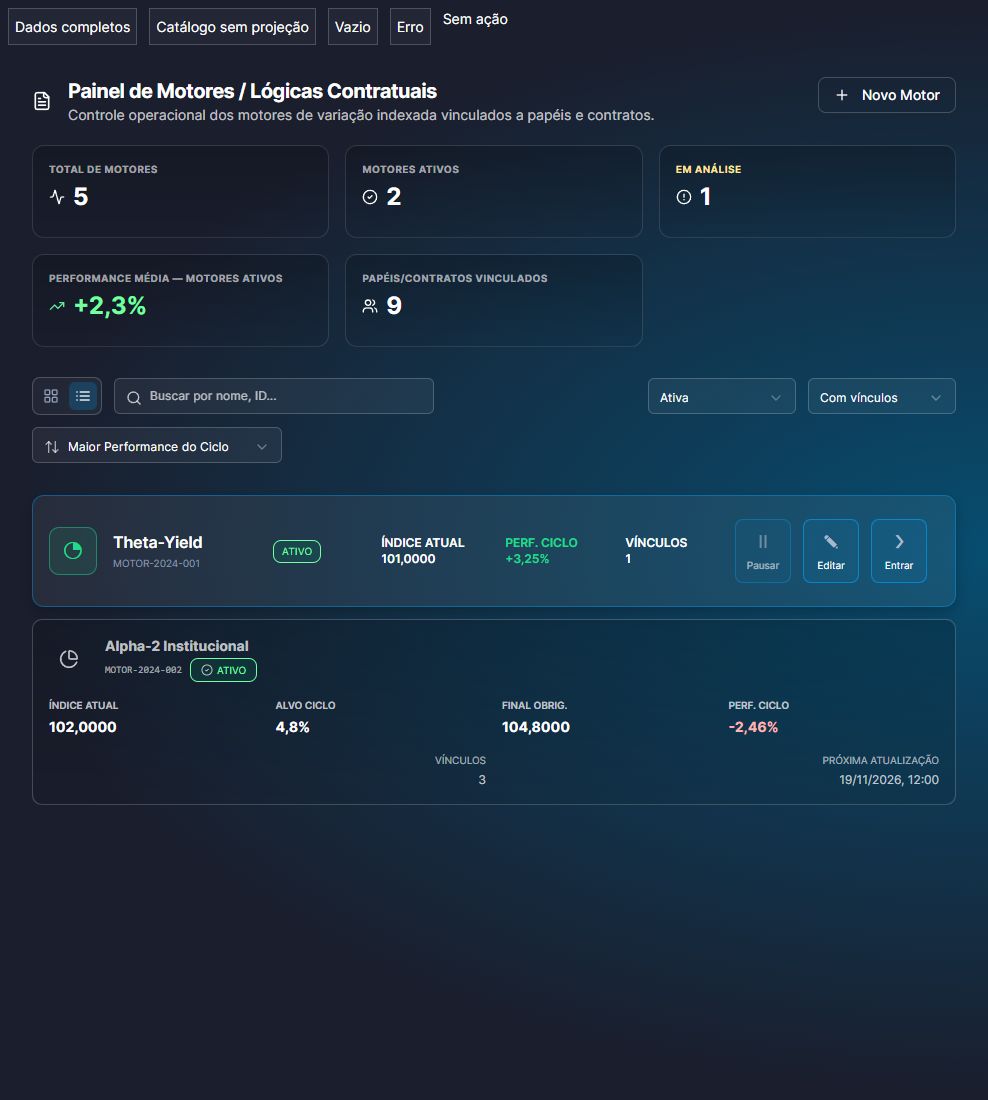 Dados completos
Catálogo sem projeção
Vazio
Erro
Sem ação
Painel de Motores / Lógicas Contratuais
Controle operacional dos motores de variação indexada vinculados a papéis e contratos.
Novo Motor
TOTAL DE MOTORES
5
MOTORES ATIVOS
2
EM ANÁLISE
1
PERFORMANCE MÉDIA — MOTORES ATIVOS
+2,3%
PAPÉIS/CONTRATOS VINCULADOS
9
Buscar por nome, ID...
Ativa
Com vínculos
Maior Performance do Ciclo
Theta-Yield
MOTOR-2024-001
ATIVO
ÍNDICE ATUAL
101,0000
PERF. CICLO
+3,25%
VÍNCULOS
1
Pausar
Editar
Entrar
Alpha-2 Institucional
MOTOR-2024-002
ATIVO
ÍNDICE ATUAL
102,0000
ALVO CICLO
4,8%
FINAL OBRIG.
104,8000
PERF. CICLO
-2,46%
VÍNCULOS
3
PRÓXIMA ATUALIZAÇÃO
19/11/2026, 12:00